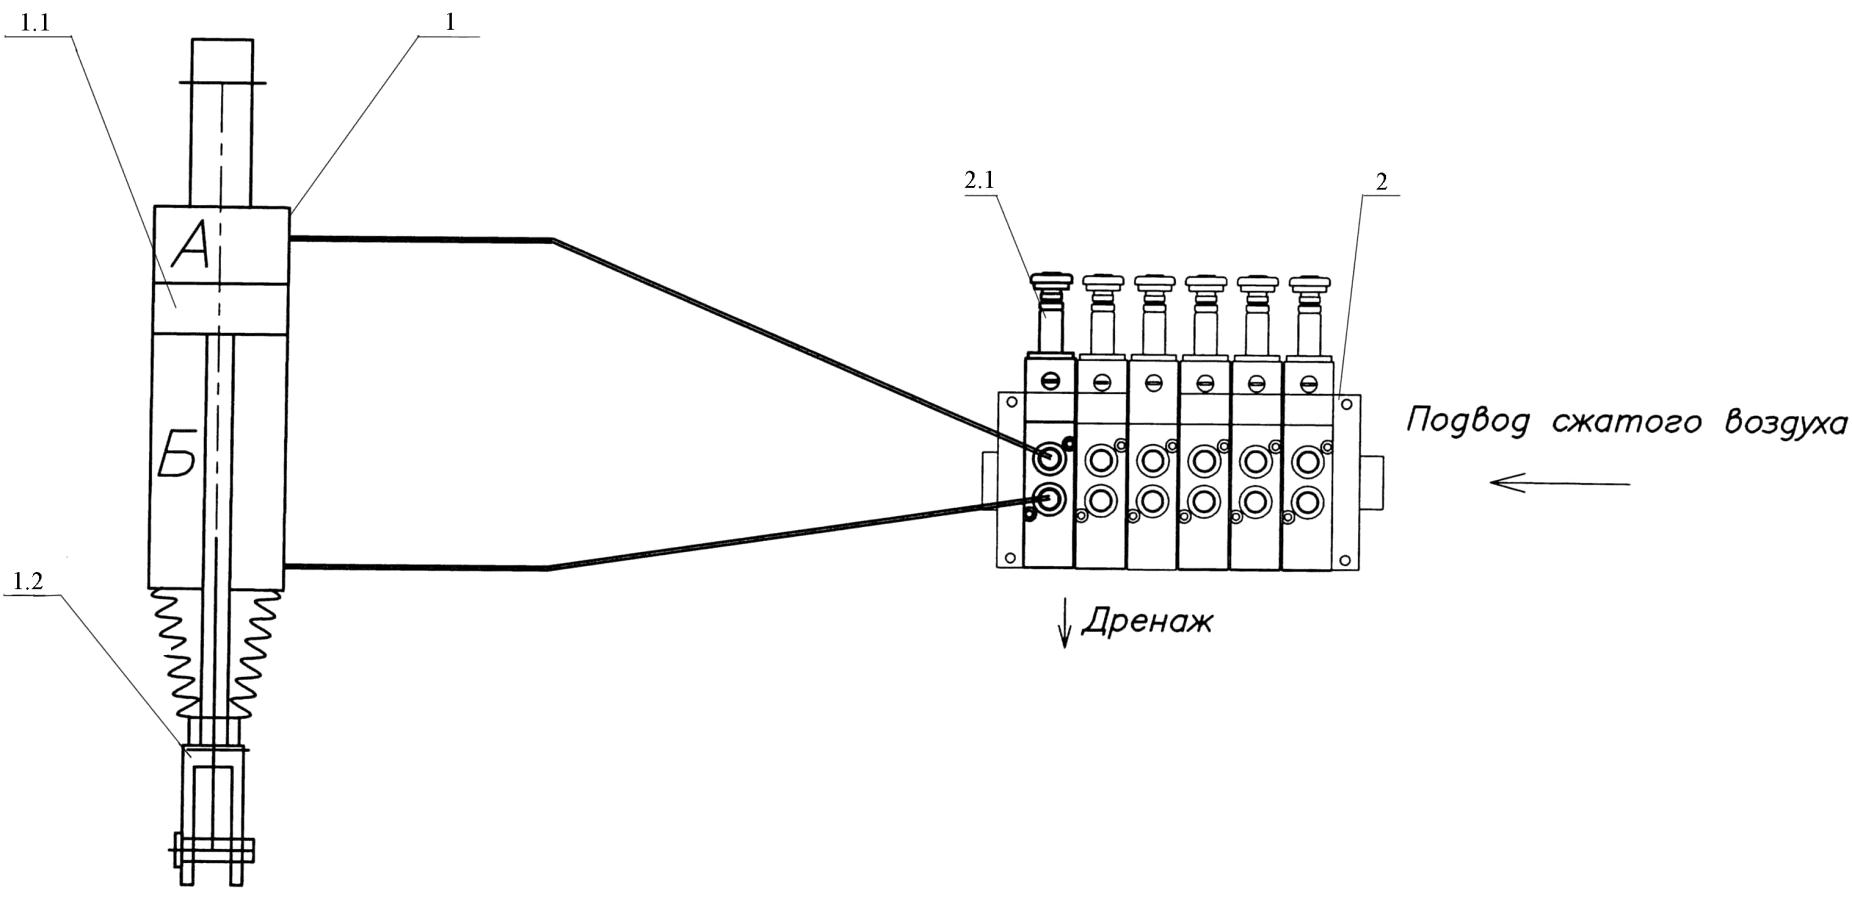 1.1
1
А
Б
1.2
2.1
2
Подвод сжатого воздуха
Дренаж